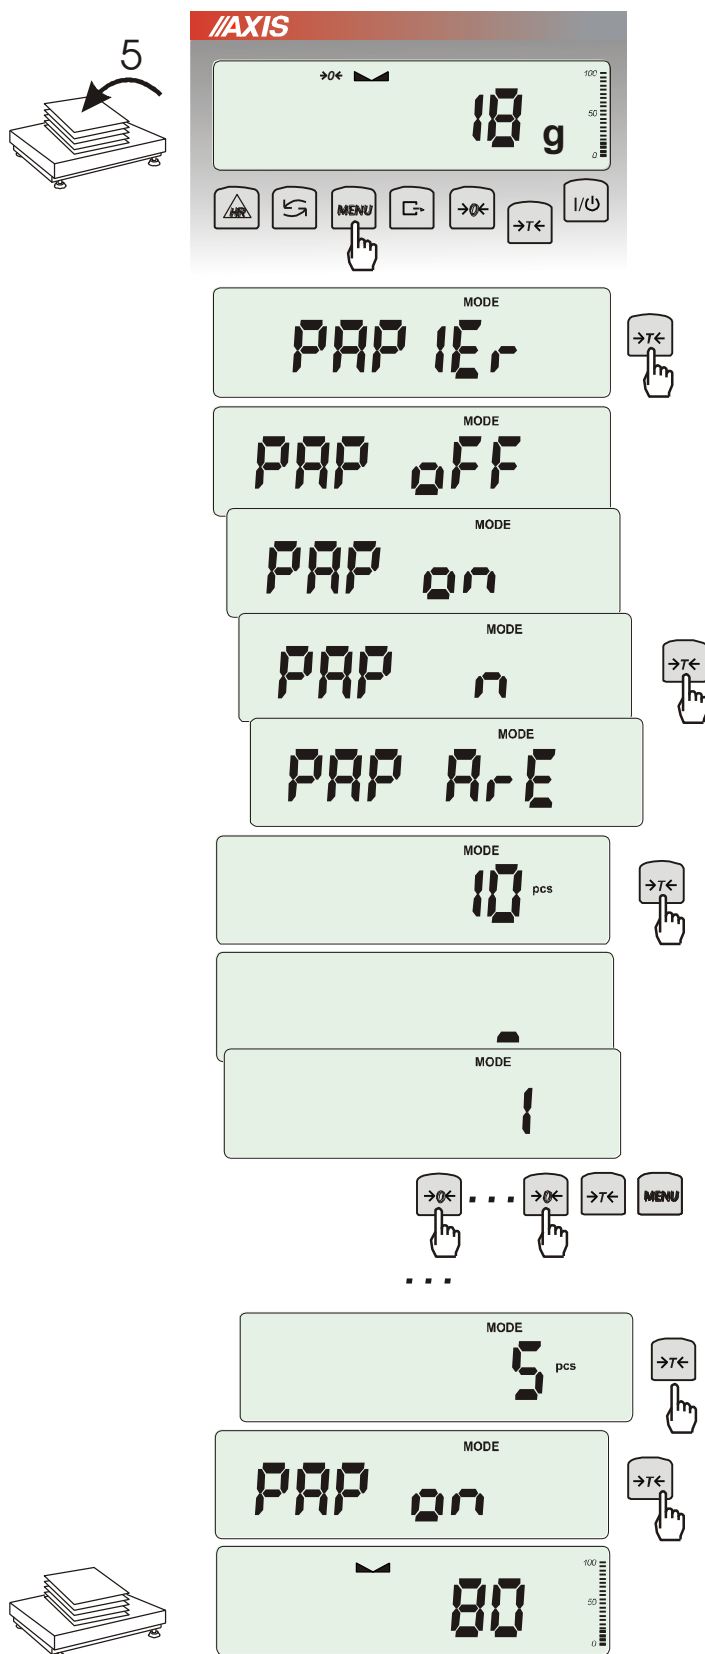 //AXIS
5
→0←
18 g
100
50
0
HR
MENU
→0←
→T←
I/⏻
MODE
PAPIEr
→T←
MODE
PAP oFF
MODE
PAP on
MODE
PAP n
→T←
MODE
PAP ArE
MODE
10 pcs
→T←
MODE
1
→0← ... →0← →T← MENU
...
MODE
5 pcs
→T←
MODE
PAP on
→T←
80
100
50
0